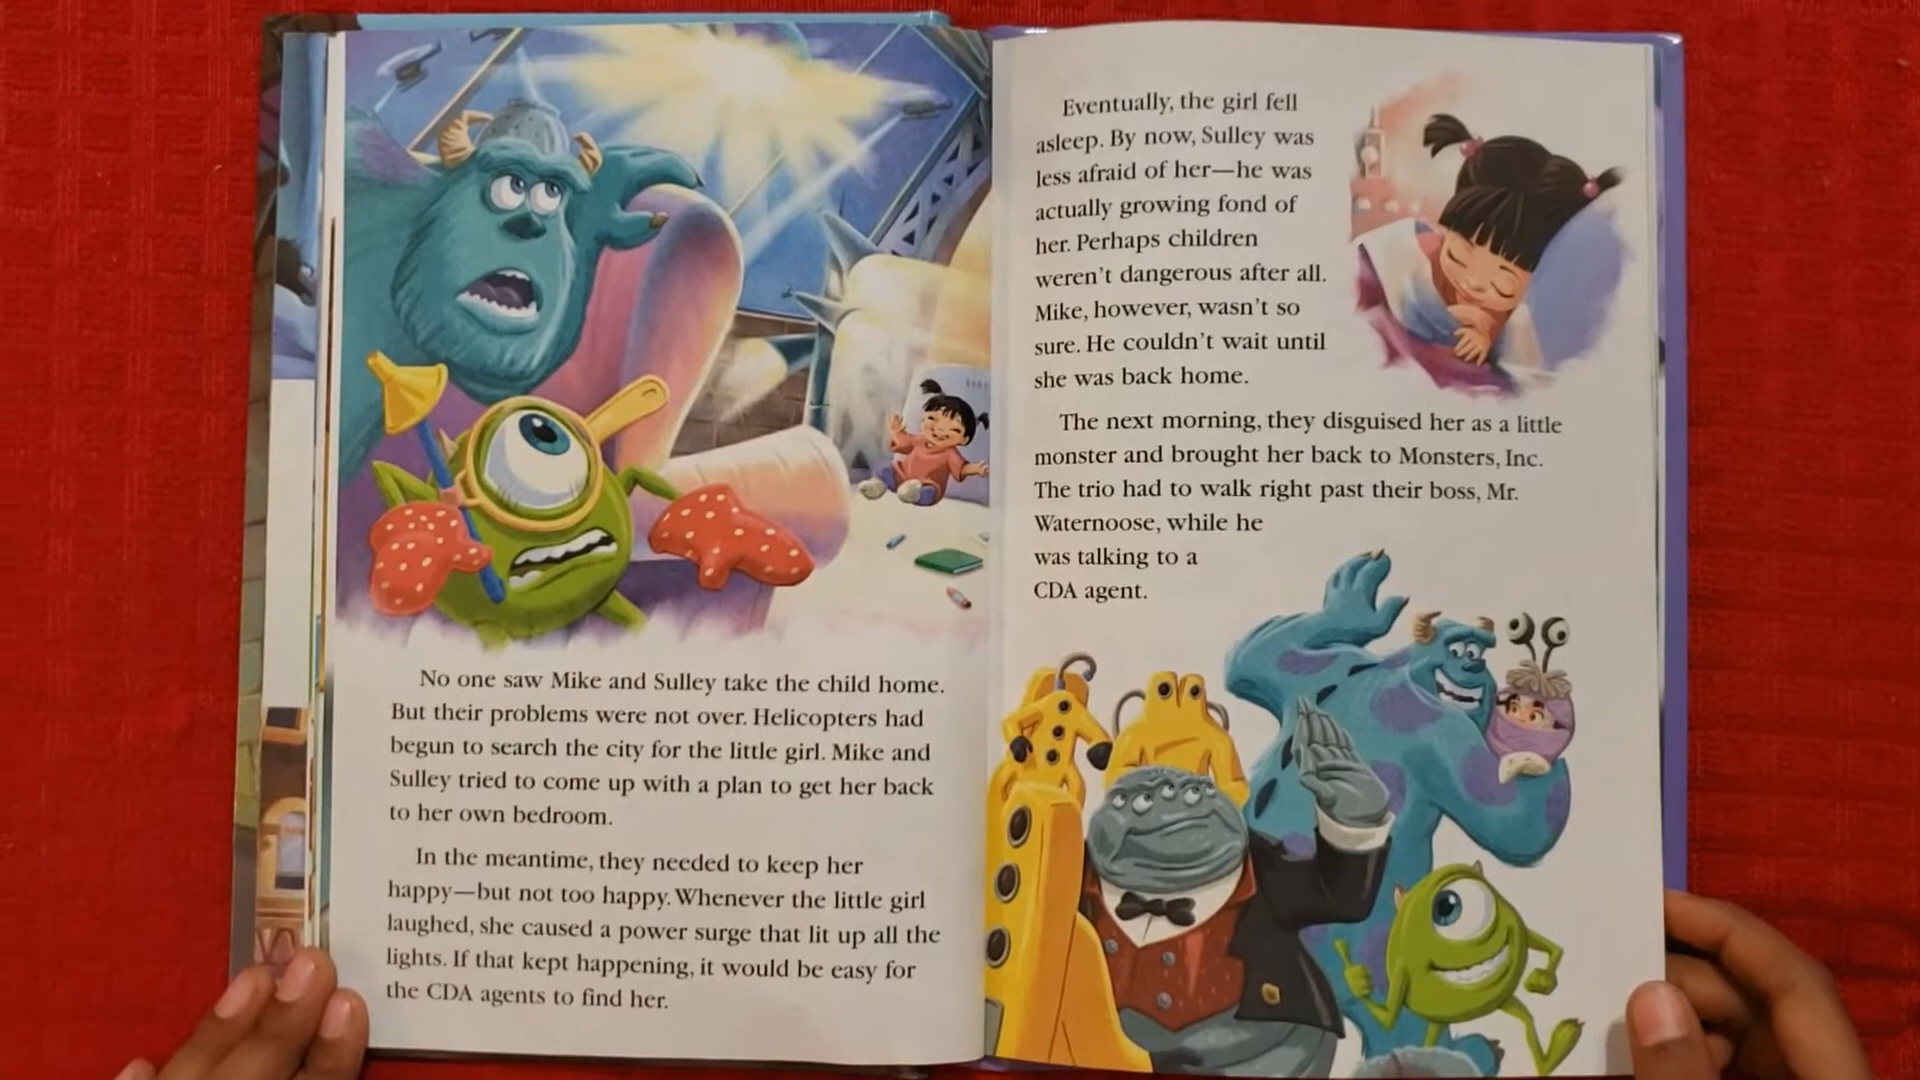 No one saw Mike and Sulley take the child home.
But their problems were not over. Helicopters had
begun to search the city for the little girl. Mike and
Sulley tried to come up with a plan to get her back
to her own bedroom.
In the meantime, they needed to keep her
happy—but not too happy. Whenever the little girl
laughed, she caused a power surge that lit up all the
lights. If that kept happening, it would be easy for
the CDA agents to find her.
Eventually, the girl fell
asleep. By now, Sulley was
less afraid of her—he was
actually growing fond of
her. Perhaps children
weren't dangerous after all.
Mike, however, wasn't so
sure. He couldn't wait until
she was back home.
The next morning, they disguised her as a little
monster and brought her back to Monsters, Inc.
The trio had to walk right past their boss, Mr.
Waternoose, while he
was talking to a
CDA agent.